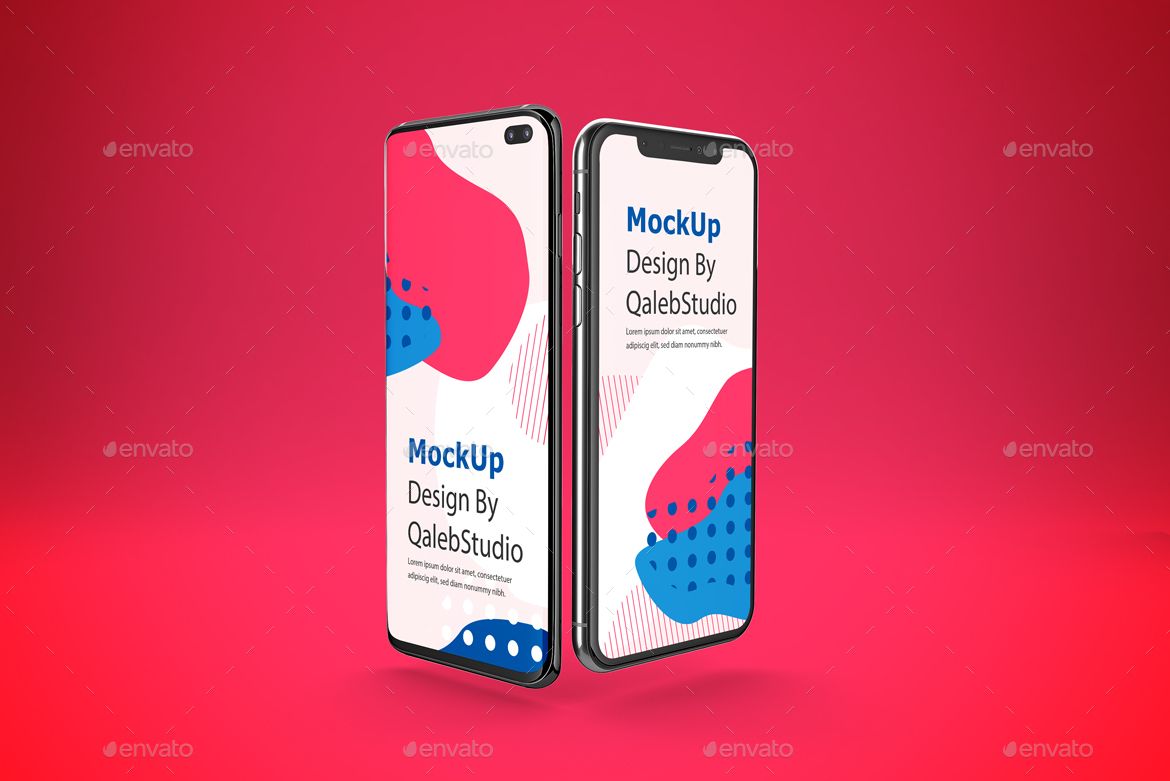 MockUp
Design By
QalebStudio
Lorem ipsum dolor sit amet, consectetuer
adipiscig elit, sed diam nonummy nibh.
MockUp
Design By
QalebStudio
Lorem ipsum dolor sit amet, consectetuer
adipiscig elit, sed diam nonummy nibh.
envato
envato
envato
envato
envato
envato
envato
envato
envato
envato
envato
envato